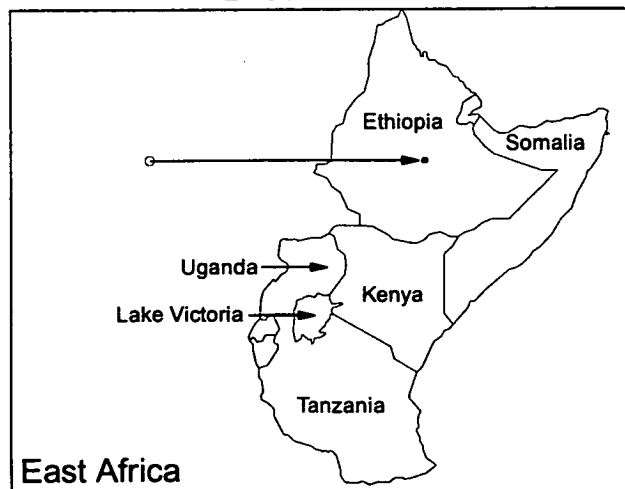 Ethiopia
Somalia
Uganda
Kenya
Lake Victoria
Tanzania
East Africa